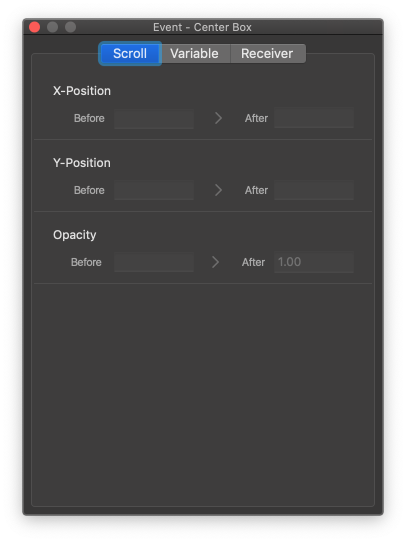 Event - Center Box
Scroll Variable Receiver
X-Position
Before After
Y-Position
Before After
Opacity
Before After 1.00